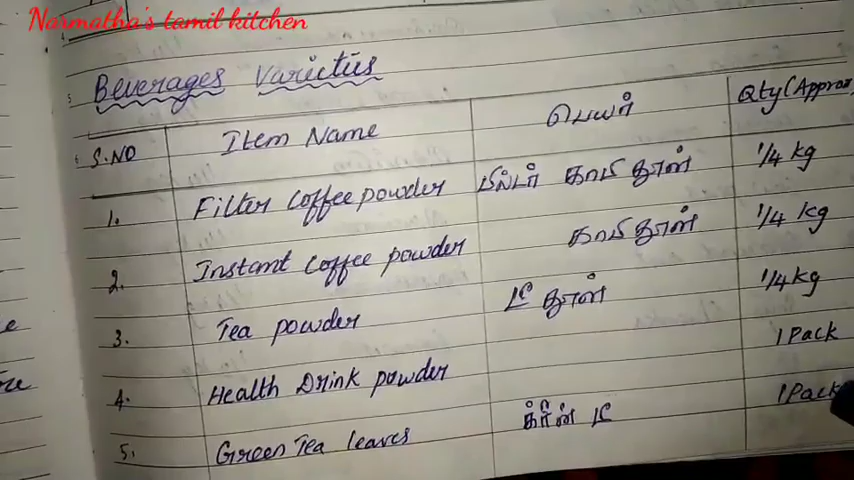 Normatha's tamil kitchen
Beverages Varieties
S.NO Item Name பெயர் Qty (Approx)
1. Filter Coffee powder பில்டர் காபி தூள் 1/4 kg
2. Instant Coffee powder காபி தூள் 1/4 kg
3. Tea powder டீ தூள் 1/4 kg
4. Health Drink powder 1 Pack
5. Green Tea leaves க்ரீன் டீ 1 Pack